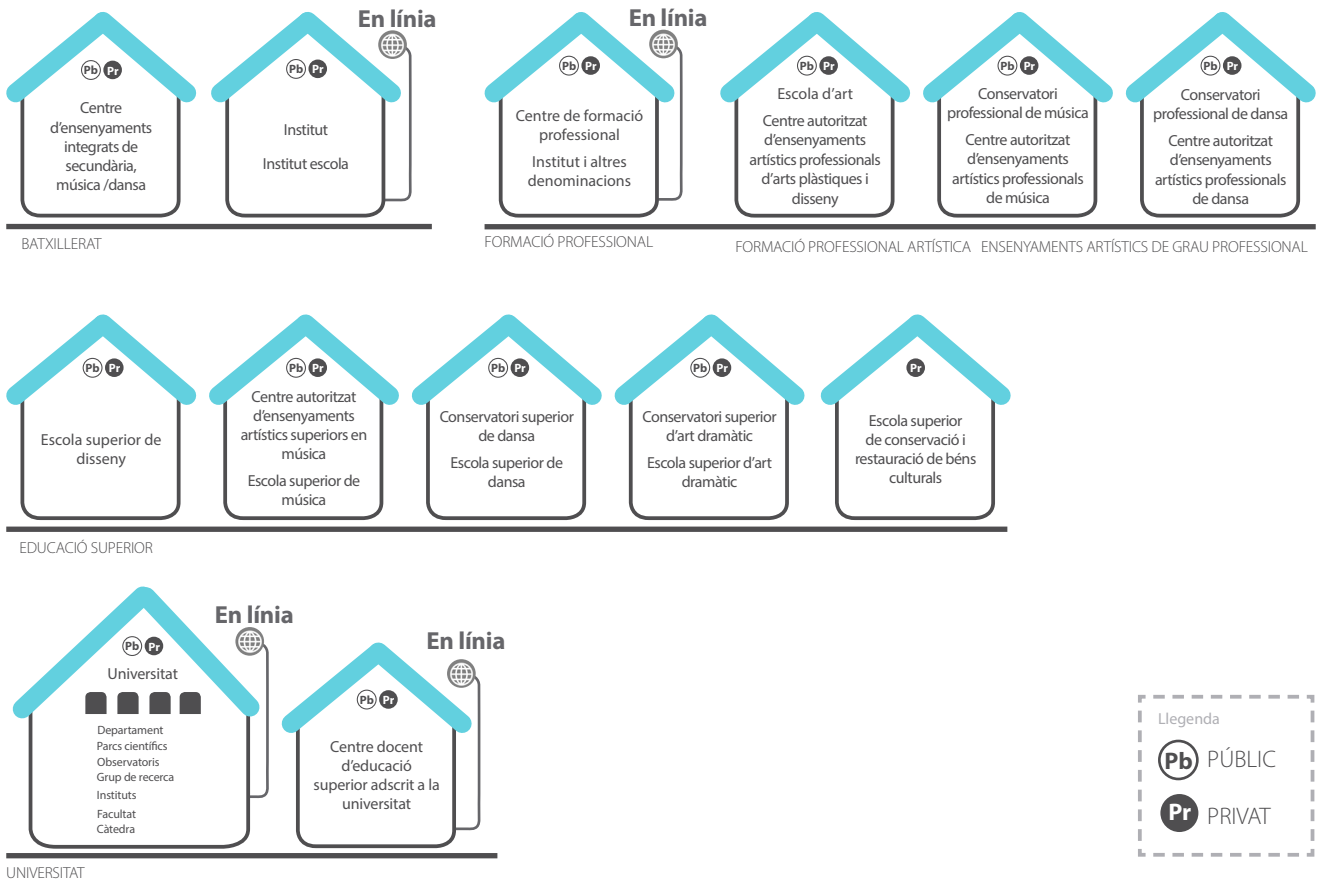 En línia
Pb Pr
Centre
d'ensenyaments
integrats de
secundària,
música /dansa
Pb Pr
Institut
Institut escola
BATXILLERAT
En línia
Pb Pr
Centre de formació
professional
Institut i altres
denominacions
FORMACIÓ PROFESSIONAL
Pb Pr
Escola d'art
Centre autoritzat
d'ensenyaments
artístics professionals
d'arts plàstiques i
disseny
FORMACIÓ PROFESSIONAL ARTÍSTICA
Pb Pr
Conservatori
professional de música
Centre autoritzat
d'ensenyaments
artístics professionals
de música
Pb Pr
Conservatori
professional de dansa
Centre autoritzat
d'ensenyaments
artístics professionals
de dansa
ENSENYAMENTS ARTÍSTICS DE GRAU PROFESSIONAL
Pb Pr
Escola superior de
disseny
Pb Pr
Centre autoritzat
d'ensenyaments
artístics superiors en
música
Escola superior de
música
Pb Pr
Conservatori superior
de dansa
Escola superior de
dansa
Pb Pr
Conservatori superior
d'art dramàtic
Escola superior d'art
dramàtic
Pr
Escola superior
de conservació i
restauració de béns
culturals
EDUCACIÓ SUPERIOR
En línia
Pb Pr
Universitat
Departament
Parcs científics
Observatoris
Grup de recerca
Instituts
Facultat
Càtedra
En línia
Pb Pr
Centre docent
d'educació
superior adscrit a la
universitat
UNIVERSITAT
Llegenda
Pb PÚBLIC
Pr PRIVAT